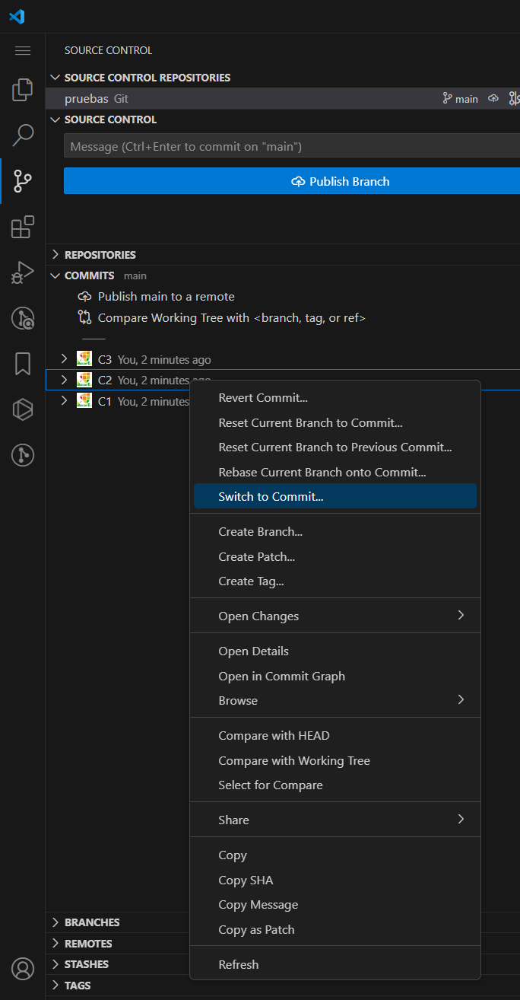 SOURCE CONTROL
SOURCE CONTROL REPOSITORIES
pruebas Git main
SOURCE CONTROL
Message (Ctrl+Enter to commit on "main")
Publish Branch
REPOSITORIES
COMMITS main
Publish main to a remote
Compare Working Tree with <branch, tag, or ref>
C3 You, 2 minutes ago
C2 You, 2 minutes ago
C1 You, 2 minutes
Revert Commit...
Reset Current Branch to Commit...
Reset Current Branch to Previous Commit...
Rebase Current Branch onto Commit...
Switch to Commit...
Create Branch...
Create Patch...
Create Tag...
Open Changes
Open Details
Open in Commit Graph
Browse
Compare with HEAD
Compare with Working Tree
Select for Compare
Share
Copy
Copy SHA
Copy Message
Copy as Patch
Refresh
BRANCHES
REMOTES
STASHES
TAGS